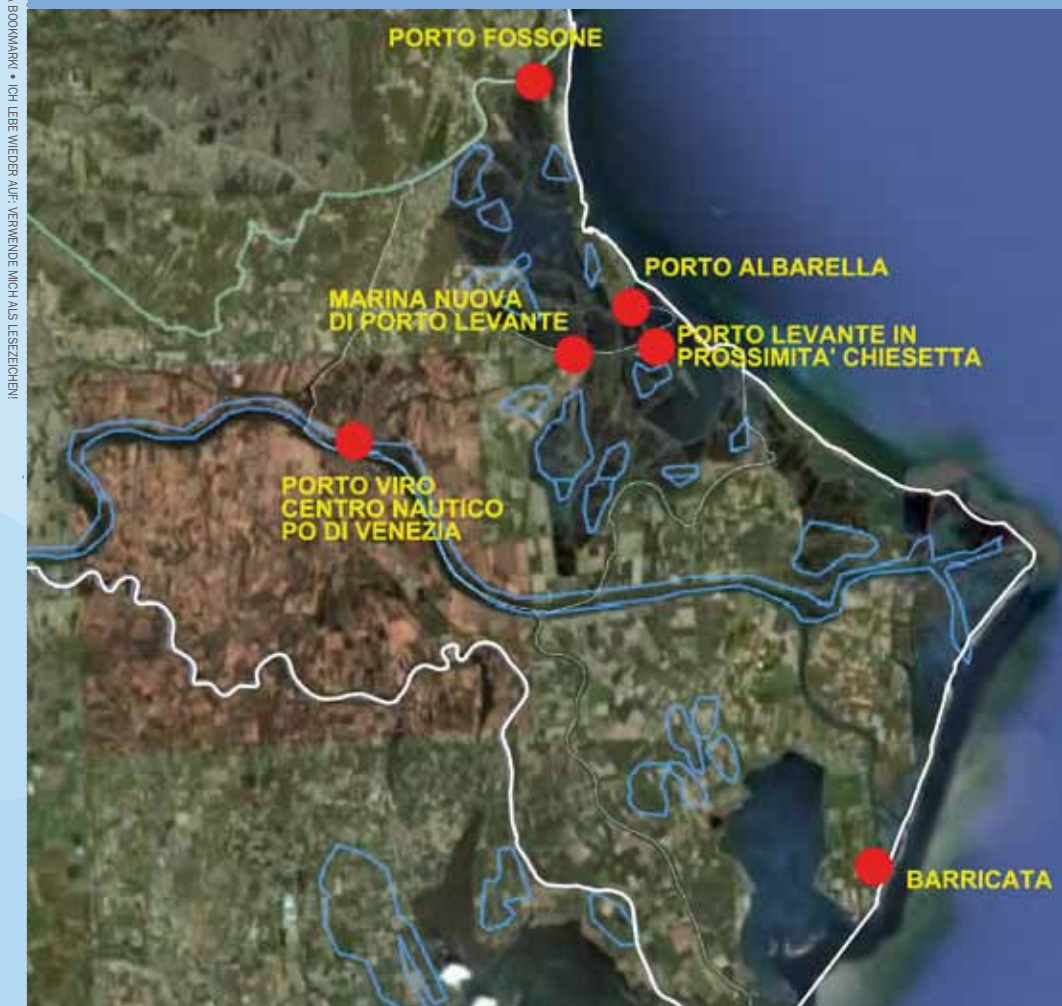 A BOOKMARK! • ICH LEBE WIEDER AUF: VERWENDE MICH ALS LESEZEICHEN!
PORTO FOSSONE
PORTO ALBARELLA
MARINA NUOVA
DI PORTO LEVANTE
PORTO LEVANTE IN
PROSSIMITA' CHIESETTA
PORTO VIRO
CENTRO NAUTICO
PO DI VENEZIA
BARRICATA